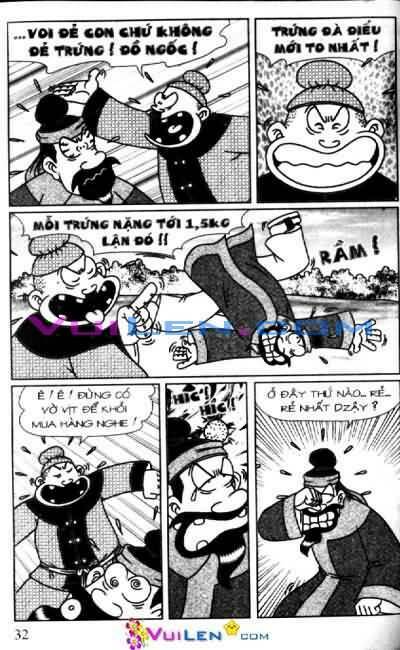 ...VOI ĐẺ CON CHỨ KHÔNG
ĐẺ TRỨNG! ĐỒ NGỐC!
TRỨNG ĐÀ ĐIỂU
MỚI TO NHẤT!
MỖI TRỨNG NẶNG TỚI 1,5KG
LẬN ĐÓ!!
RẦM!
VUILEN.COM
Ê! Ê! ĐỪNG CÓ
VỜ VỊT ĐỂ KHỎI
MUA HÀNG NGHE!
HÍC!
HÍC!!
Ở ĐÂY THỨ NÀO... RẺ...
RẺ NHẤT DZẬY?
32
VUILEN.COM